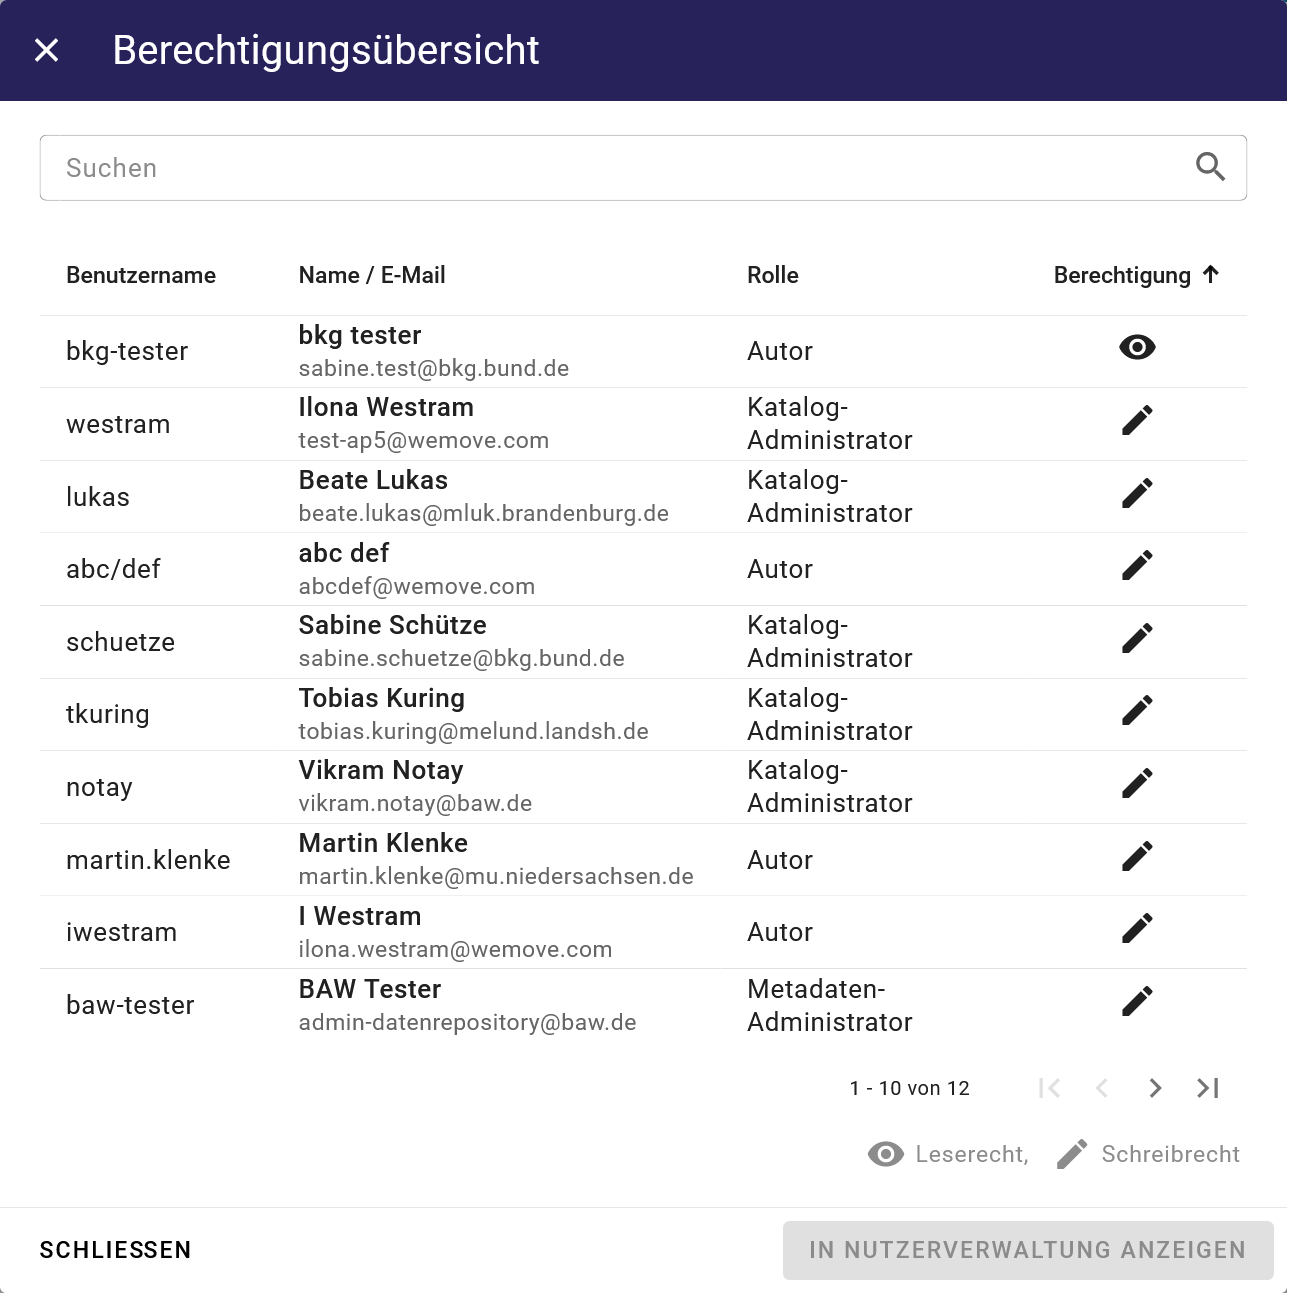 Berechtigungsübersicht
Suchen
Benutzername Name / E-Mail Rolle Berechtigung
bkg-tester bkg tester sabine.test@bkg.bund.de Autor
westram Ilona Westram test-ap5@wemove.com Katalog-Administrator
lukas Beate Lukas beate.lukas@mluk.brandenburg.de Katalog-Administrator
abc/def abc def abcdef@wemove.com Autor
schuetze Sabine Schütze sabine.schuetze@bkg.bund.de Katalog-Administrator
tkuring Tobias Kuring tobias.kuring@melund.landsh.de Katalog-Administrator
notay Vikram Notay vikram.notay@baw.de Katalog-Administrator
martin.klenke Martin Klenke martin.klenke@mu.niedersachsen.de Autor
iwestram I Westram ilona.westram@wemove.com Autor
baw-tester BAW Tester admin-datenrepository@baw.de Metadaten-Administrator
1 - 10 von 12
Leserecht, Schreibrecht
SCHLIESSEN IN NUTZERVERWALTUNG ANZEIGEN